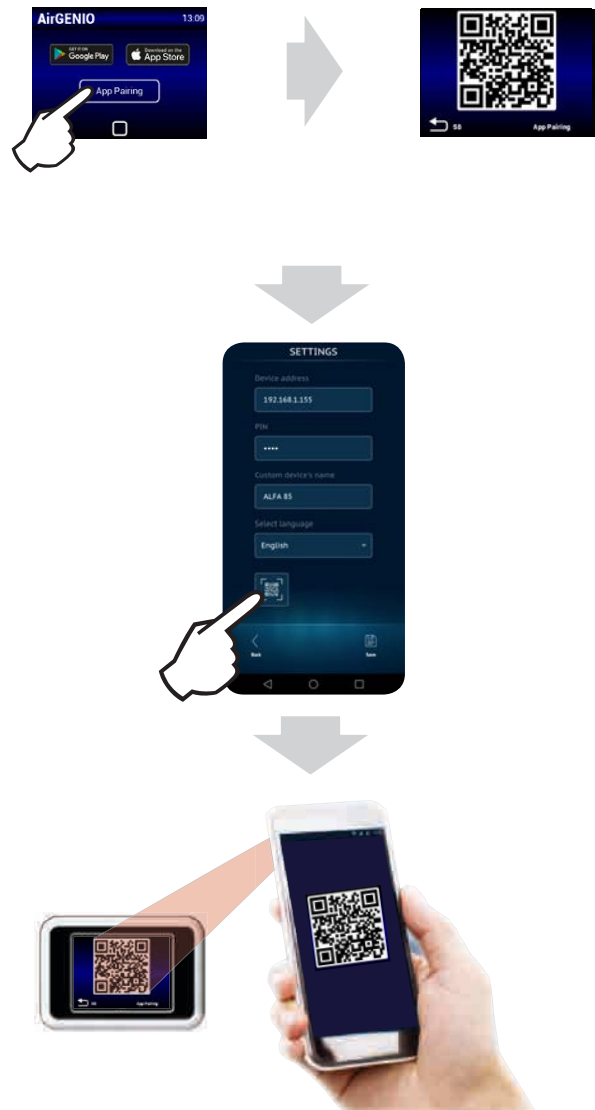 AirGENIO 13:09
GET IT ON
Google Play
Download on the
App Store
App Pairing
58 App Pairing
SETTINGS
Device address
192.168.1.155
PIN
••••
Custom device's name
ALFA 85
Select language
English
Back Save
58 App Pairing